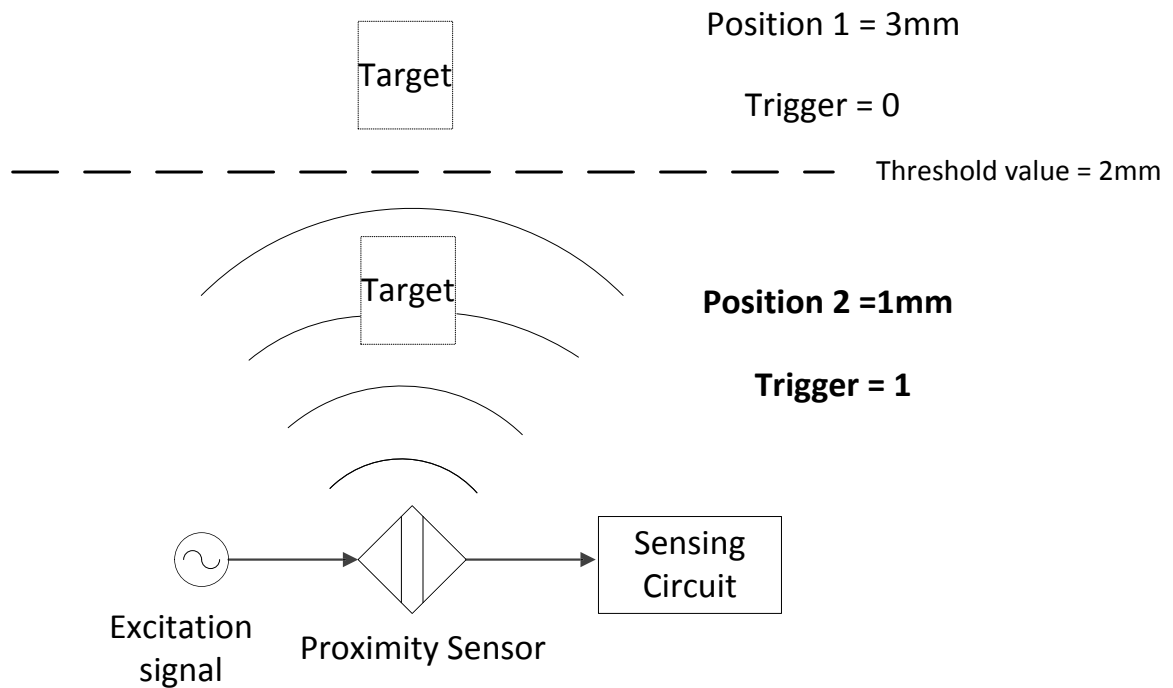 Position 1 = 3mm
Target
Trigger = 0
Threshold value = 2mm
Target
Position 2 =1mm
Trigger = 1
Sensing
Circuit
Excitation
signal
Proximity Sensor